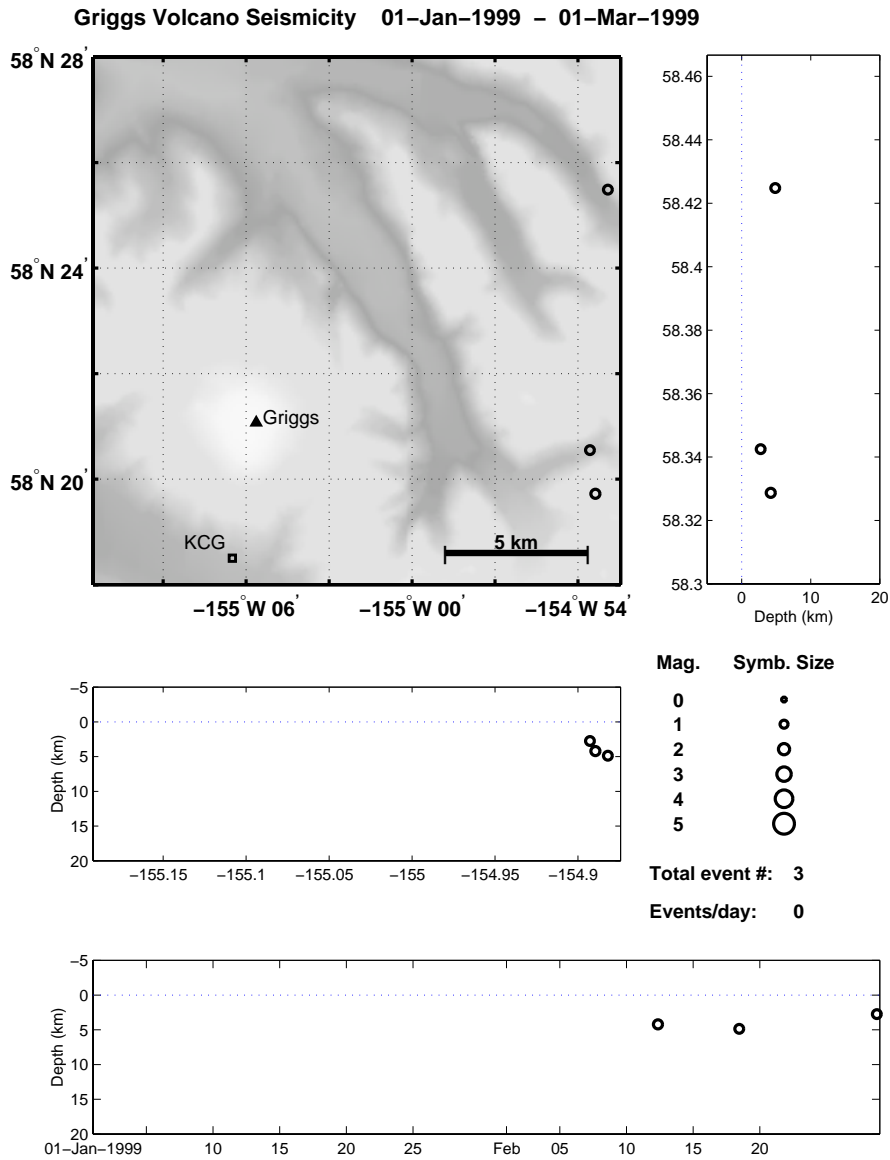 Griggs Volcano Seismicity 01−Jan−1999 − 01−Mar−1999
58°N 28'
58°N 24'
58°N 20'
Griggs
KCG
5 km
−155°W 06'
−155°W 00'
−154°W 54'
58.46
58.44
58.42
58.4
58.38
58.36
58.34
58.32
58.3
0 10 20
Depth (km)
−5
0
5
10
15
20
Depth (km)
−155.15 −155.1 −155.05 −155 −154.95 −154.9
Mag. Symb. Size
0
1
2
3
4
5
Total event #: 3
Events/day: 0
−5
0
5
10
15
20
Depth (km)
01−Jan−1999 10 15 20 25 Feb 05 10 15 20